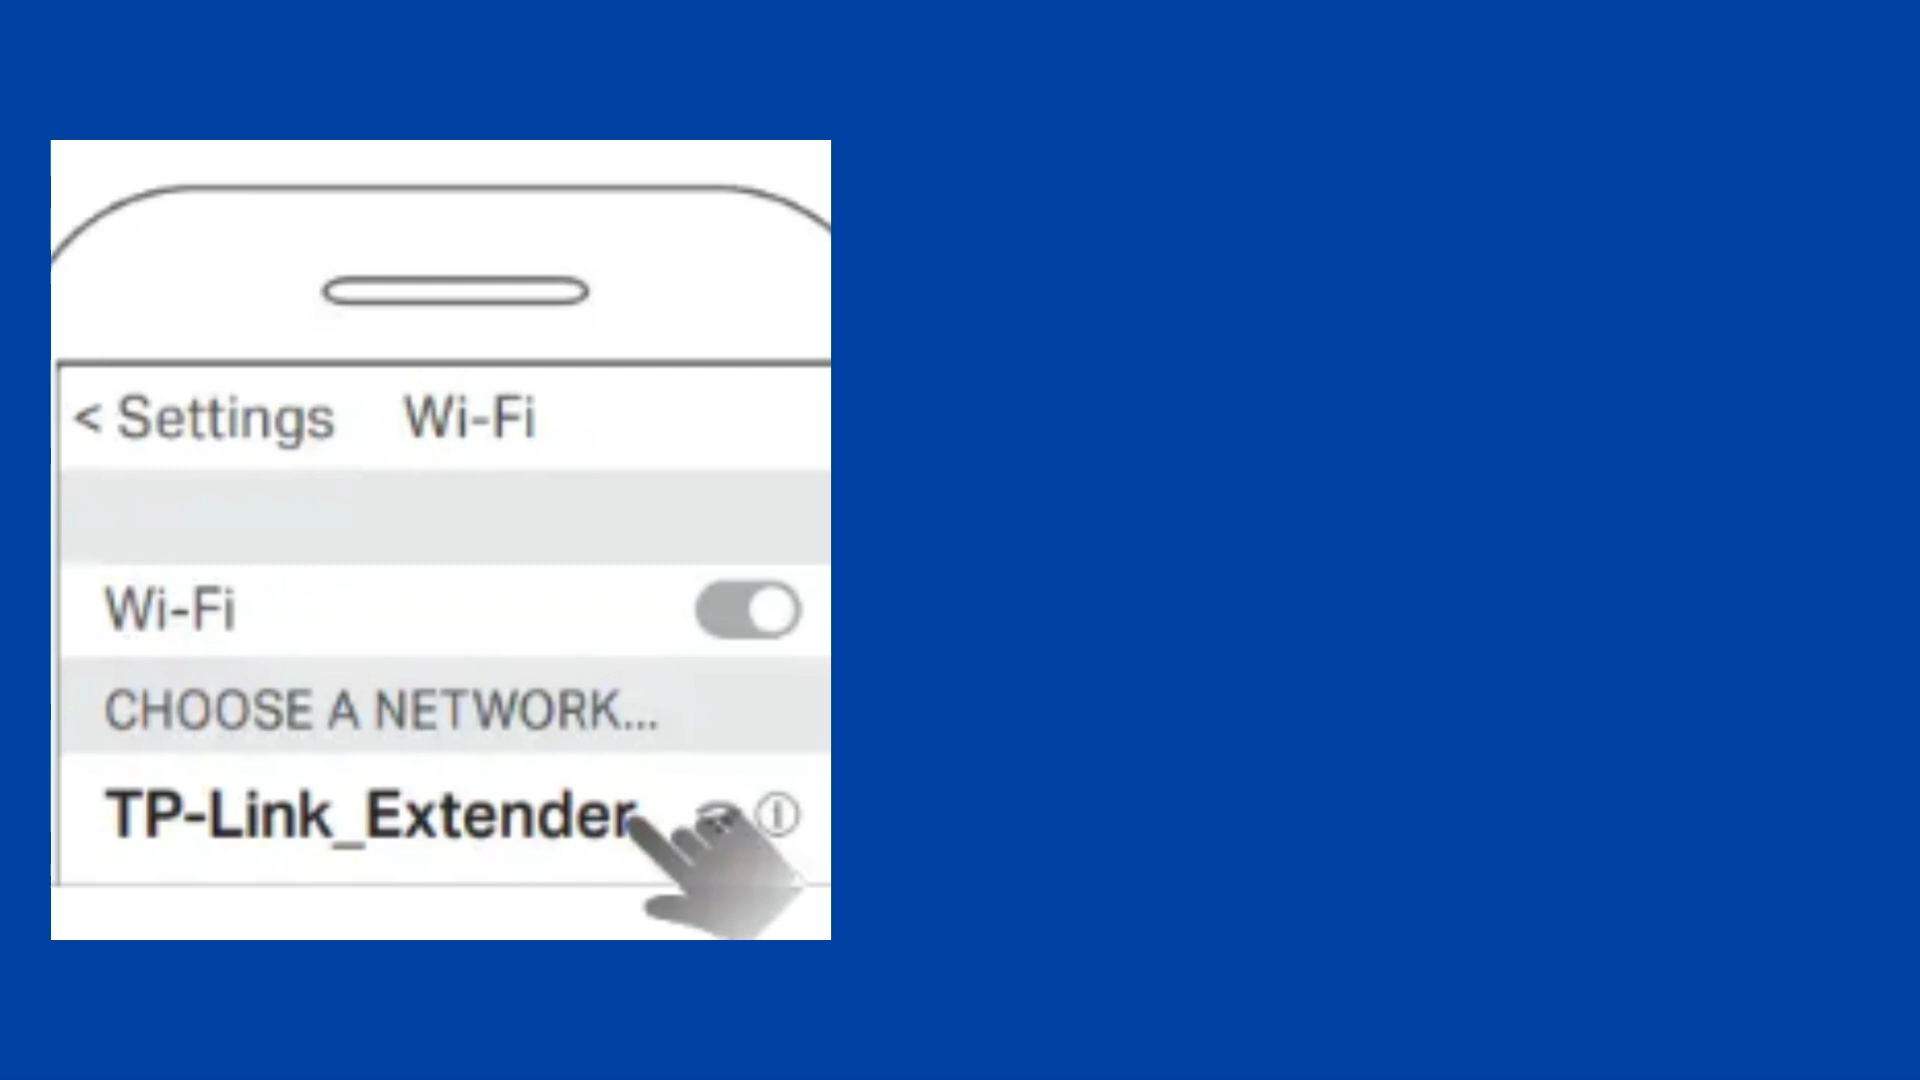 < Settings Wi-Fi
Wi-Fi
CHOOSE A NETWORK...
TP-Link_Extender